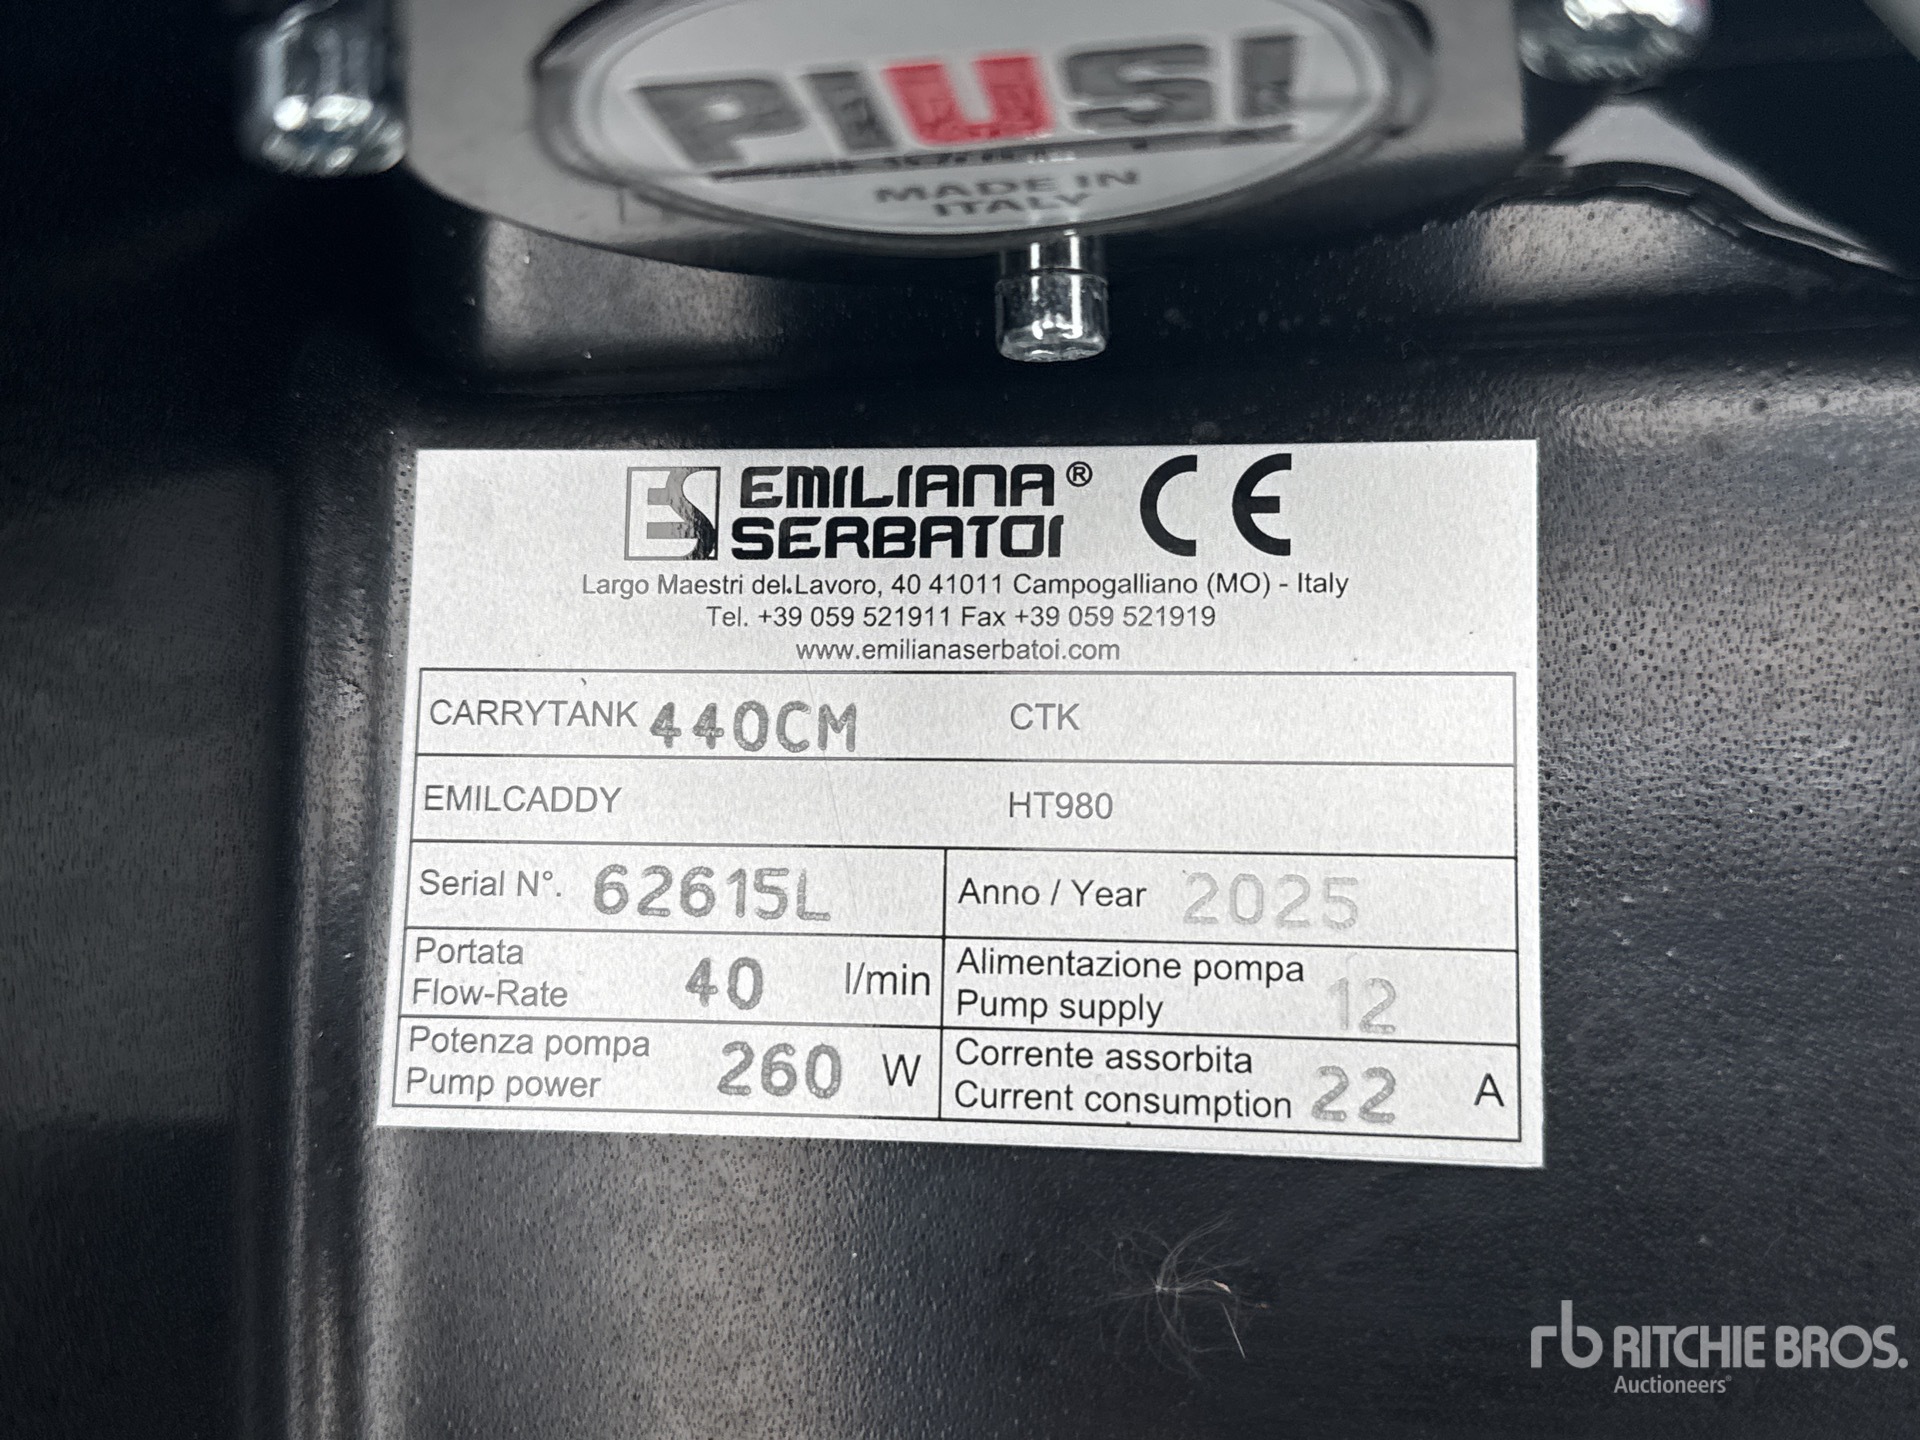 PIUSI
MADE IN
ITALY
ES EMILIANA® CE
SERBATOI
Largo Maestri del Lavoro, 40 41011 Campogalliano (MO) - Italy
Tel. +39 059 521911 Fax +39 059 521919
www.emilianaserbatoi.com
CARRYTANK 440CM CTK
EMILCADDY HT980
Serial N°. 62615L Anno / Year 2025
Portata
Flow-Rate 40 l/min
Alimentazione pompa
Pump supply 12
Potenza pompa
Pump power 260 W
Corrente assorbita
Current consumption 22 A
rb RITCHIE BROS.
Auctioneers